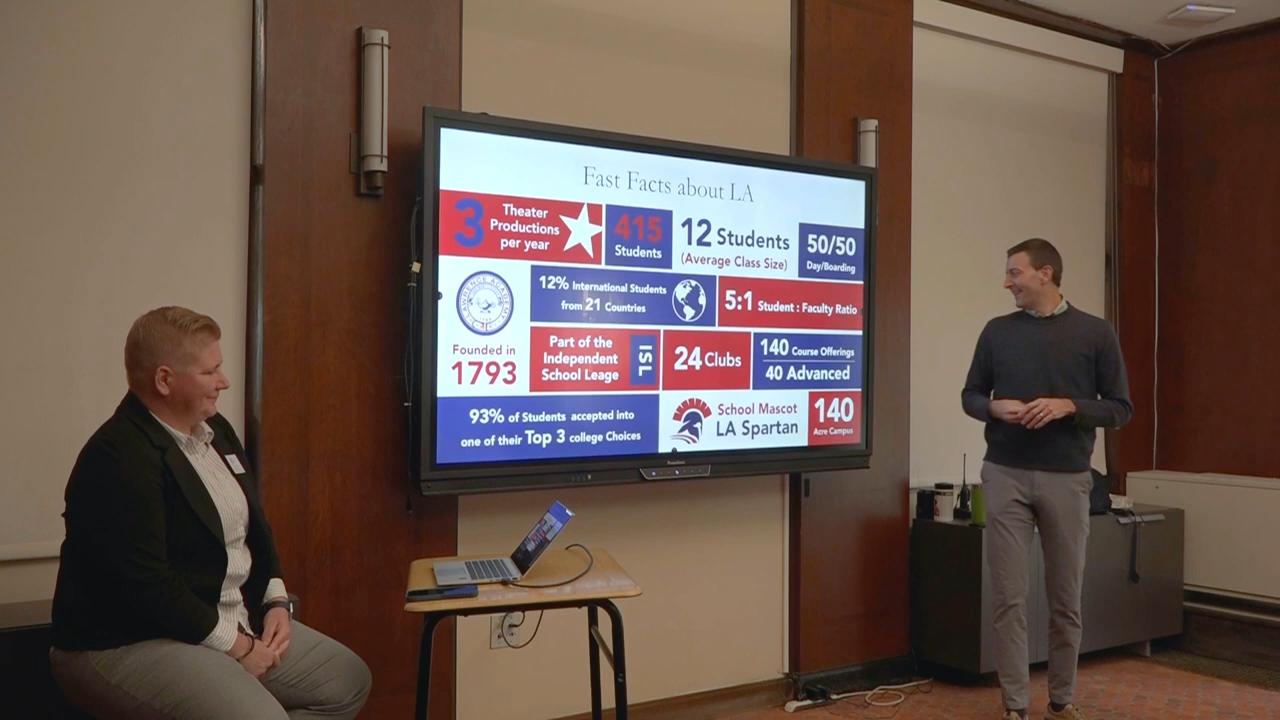 Fast Facts about LA
3
Theater
Productions
per year
415
Students
12 Students
(Average Class Size)
50/50
Day/Boarding
LAWRENCE ACADEMY
Founded in
1793
12% International Students
from 21 Countries
5:1 Student : Faculty Ratio
Part of the
Independent
School Leage
ISL
24 Clubs
140 Course Offerings
40 Advanced
93% of Students accepted into
one of their Top 3 college Choices
School Mascot
LA Spartan
140
Acre Campus